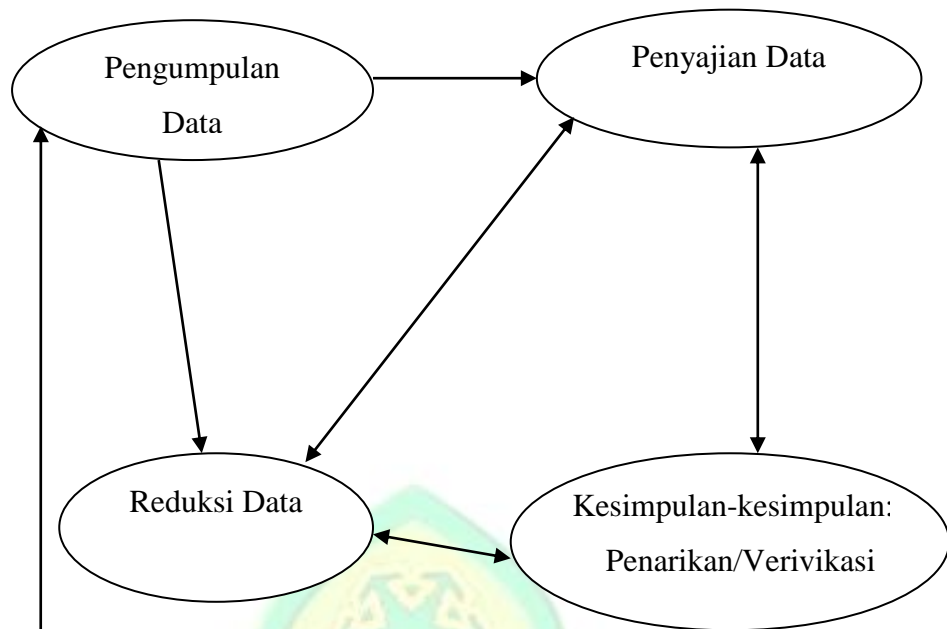 Pengumpulan
Data
Penyajian Data
Reduksi Data
Kesimpulan-kesimpulan:
Penarikan/Verivikasi